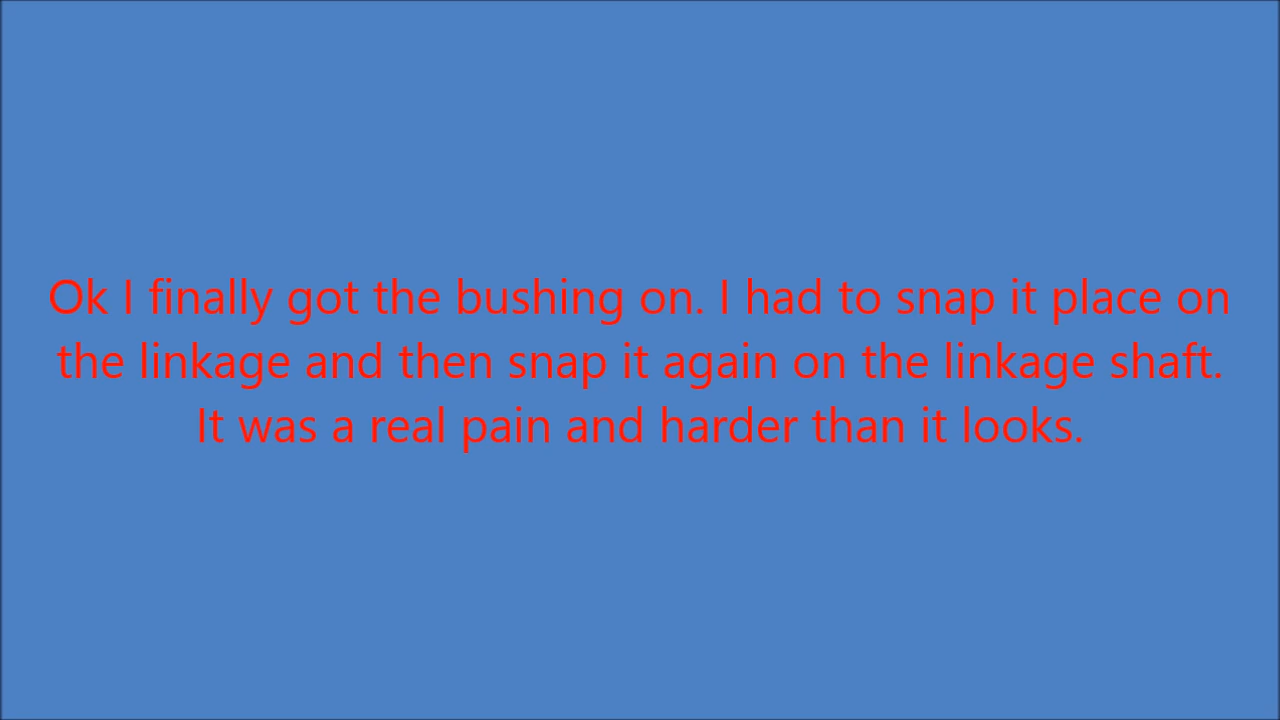 Ok I finally got the bushing on. I had to snap it place on
the linkage and then snap it again on the linkage shaft.
It was a real pain and harder than it looks.